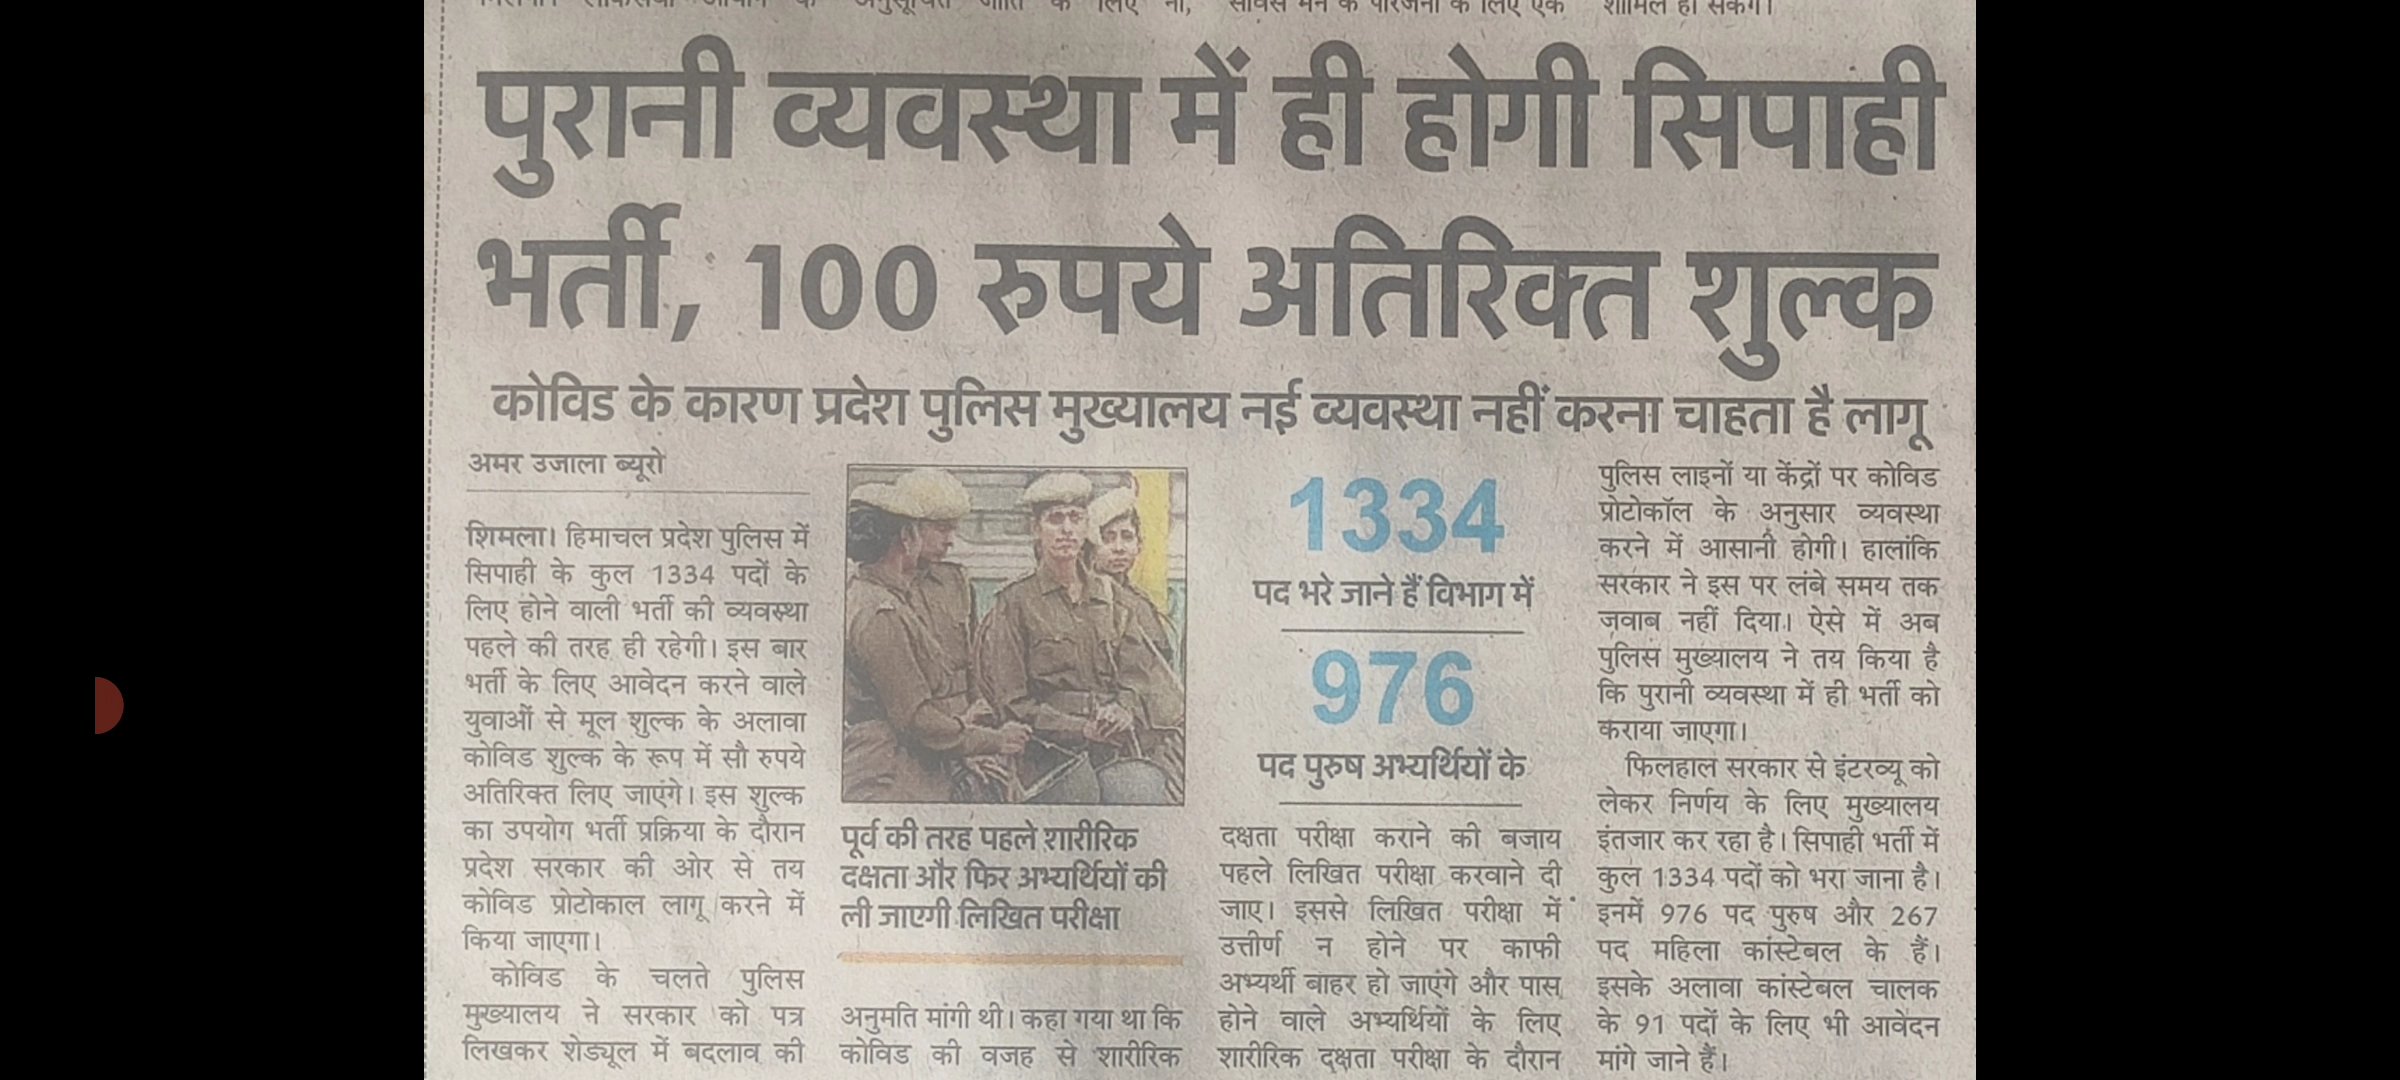 के लिए
के परिजनों के लिए एक
शामिल हो सकेंगे।
पुरानी व्यवस्था में ही होगी सिपाही
भर्ती, 100 रुपये अतिरिक्त शुल्क
कोविड के कारण प्रदेश पुलिस मुख्यालय नई व्यवस्था नहीं करना चाहता है लागू
अमर उजाला ब्यूरो
शिमला। हिमाचल प्रदेश पुलिस में
सिपाही के कुल 1334 पदों के
लिए होने वाली भर्ती की व्यवस्था
पहले की तरह ही रहेगी। इस बार
भर्ती के लिए आवेदन करने वाले
युवाओं से मूल शुल्क के अलावा
कोविड शुल्क के रूप में सौ रुपये
अतिरिक्त लिए जाएंगे। इस शुल्क
का उपयोग भर्ती प्रक्रिया के दौरान
प्रदेश सरकार की ओर से तय
कोविड प्रोटोकाल लागू करने में
किया जाएगा।
कोविड के चलते पुलिस
मुख्यालय ने सरकार को पत्र
लिखकर शेड्यूल में बदलाव की
पूर्व की तरह पहले शारीरिक
दक्षता और फिर अभ्यर्थियों की
ली जाएगी लिखित परीक्षा
अनुमति मांगी थी। कहा गया था कि
कोविड की वजह से शारीरिक
1334
पद भरे जाने हैं विभाग में
976
पद पुरुष अभ्यर्थियों के
दक्षता परीक्षा कराने की बजाय
पहले लिखित परीक्षा करवाने दी
जाए। इससे लिखित परीक्षा में
उत्तीर्ण न होने पर काफी
अभ्यर्थी बाहर हो जाएंगे और पास
होने वाले अभ्यर्थियों के लिए
शारीरिक दक्षता परीक्षा के दौरान
पुलिस लाइनों या केंद्रों पर कोविड
प्रोटोकॉल के अनुसार व्यवस्था
करने में आसानी होगी। हालांकि
सरकार ने इस पर लंबे समय तक
जवाब नहीं दिया। ऐसे में अब
पुलिस मुख्यालय ने तय किया है
कि पुरानी व्यवस्था में ही भर्ती को
कराया जाएगा।
फिलहाल सरकार से इंटरव्यू को
लेकर निर्णय के लिए मुख्यालय
इंतजार कर रहा है। सिपाही भर्ती में
कुल 1334 पदों को भरा जाना है।
इनमें 976 पद पुरुष और 267
पद महिला कांस्टेबल के हैं।
इसके अलावा कांस्टेबल चालक
के 91 पदों के लिए भी आवेदन
मांगे जाने हैं।